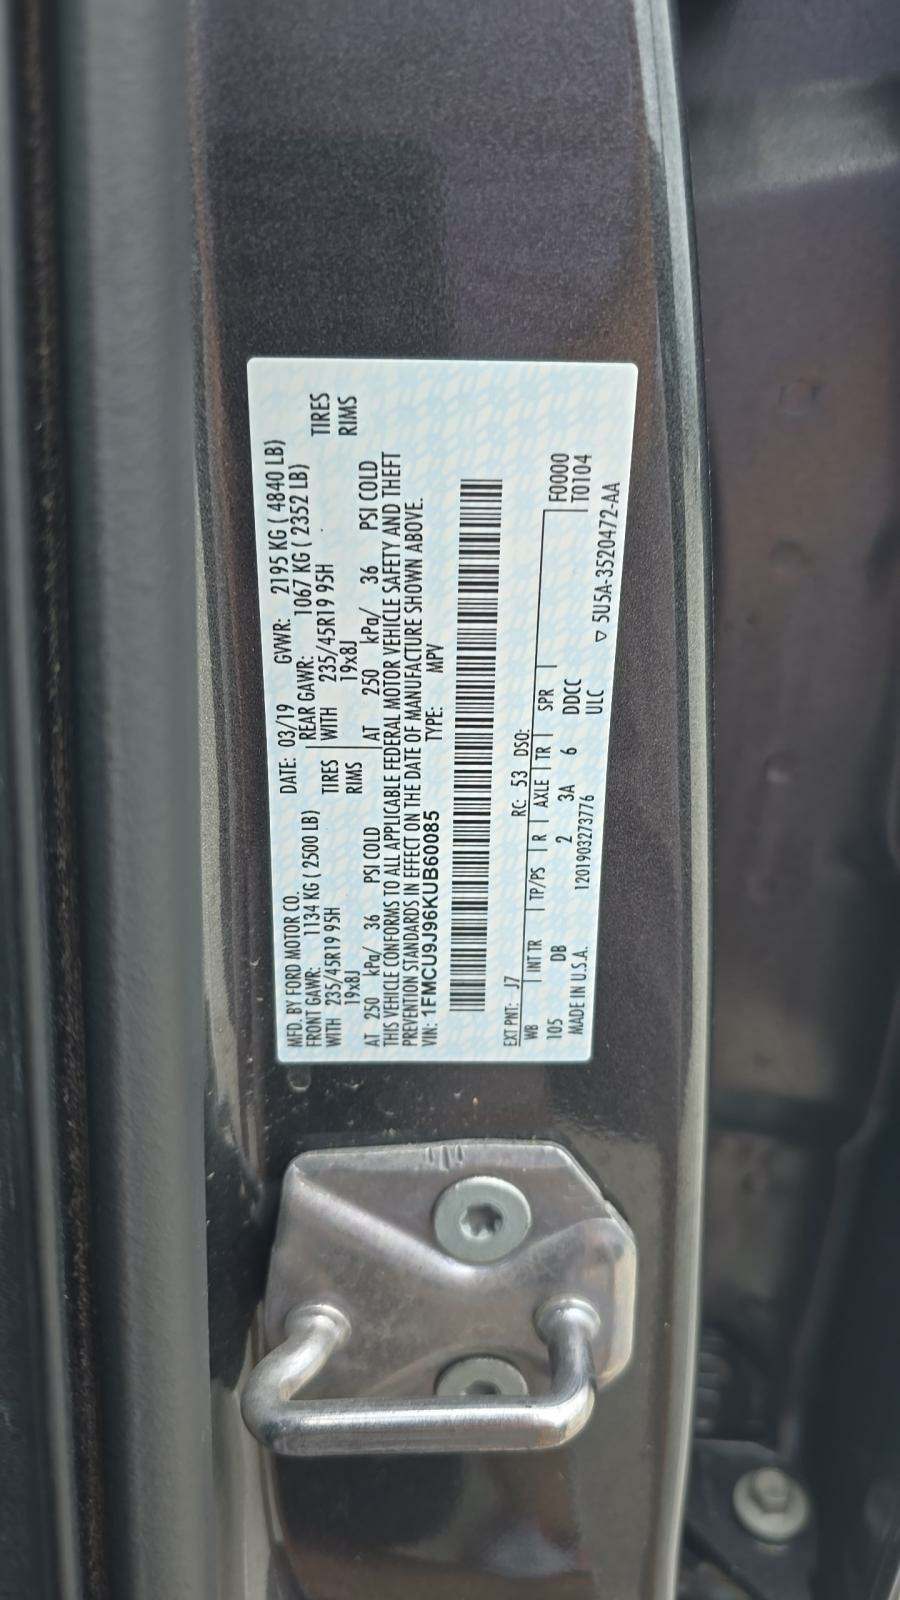 MFD. BY FORD MOTOR CO.
DATE: 03/19 GVWR: 2195 KG ( 4840 LB)
FRONT GAWR: 1134 KG ( 2500 LB) REAR GAWR: 1067 KG ( 2352 LB)
WITH 235/45R19 95H TIRES WITH 235/45R19 95H TIRES
19x8J RIMS 19x8J RIMS
AT 250 kPa/ 36 PSI COLD AT 250 kPa/ 36 PSI COLD
THIS VEHICLE CONFORMS TO ALL APPLICABLE FEDERAL MOTOR VEHICLE SAFETY AND THEFT
PREVENTION STANDARDS IN EFFECT ON THE DATE OF MANUFACTURE SHOWN ABOVE.
VIN: 1FMCU9J96KUB60085 TYPE: MPV
EXT PNT: J7 RC: 53 DSO:
WB INT TR TP/PS R AXLE TR SPR F0000
105 DB 2 3A 6 DDCC T0104
MADE IN U.S.A. 1201903273776 ULC ▽ 5U5A-3520472-AA